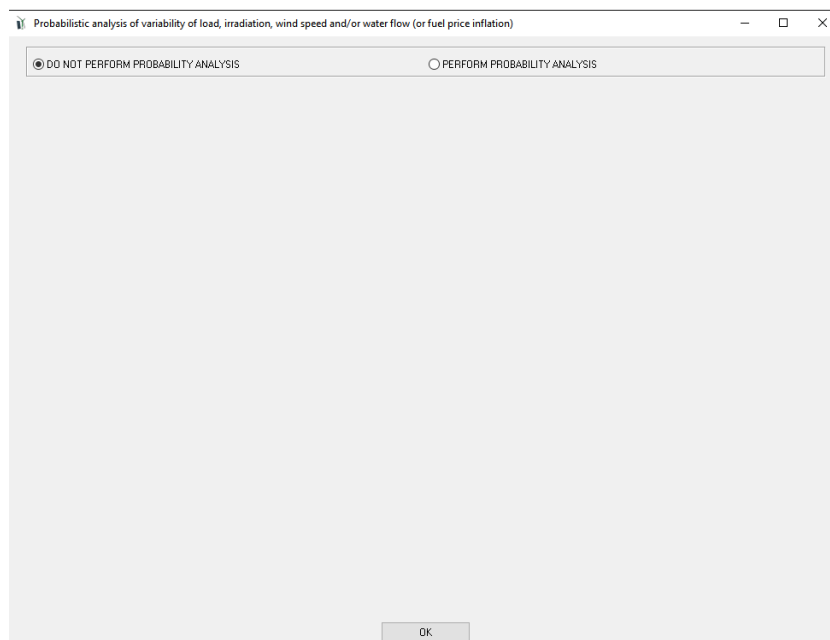 Probabilistic analysis of variability of load, irradiation, wind speed and/or water flow (or fuel price inflation)
DO NOT PERFORM PROBABILITY ANALYSIS PERFORM PROBABILITY ANALYSIS
OK